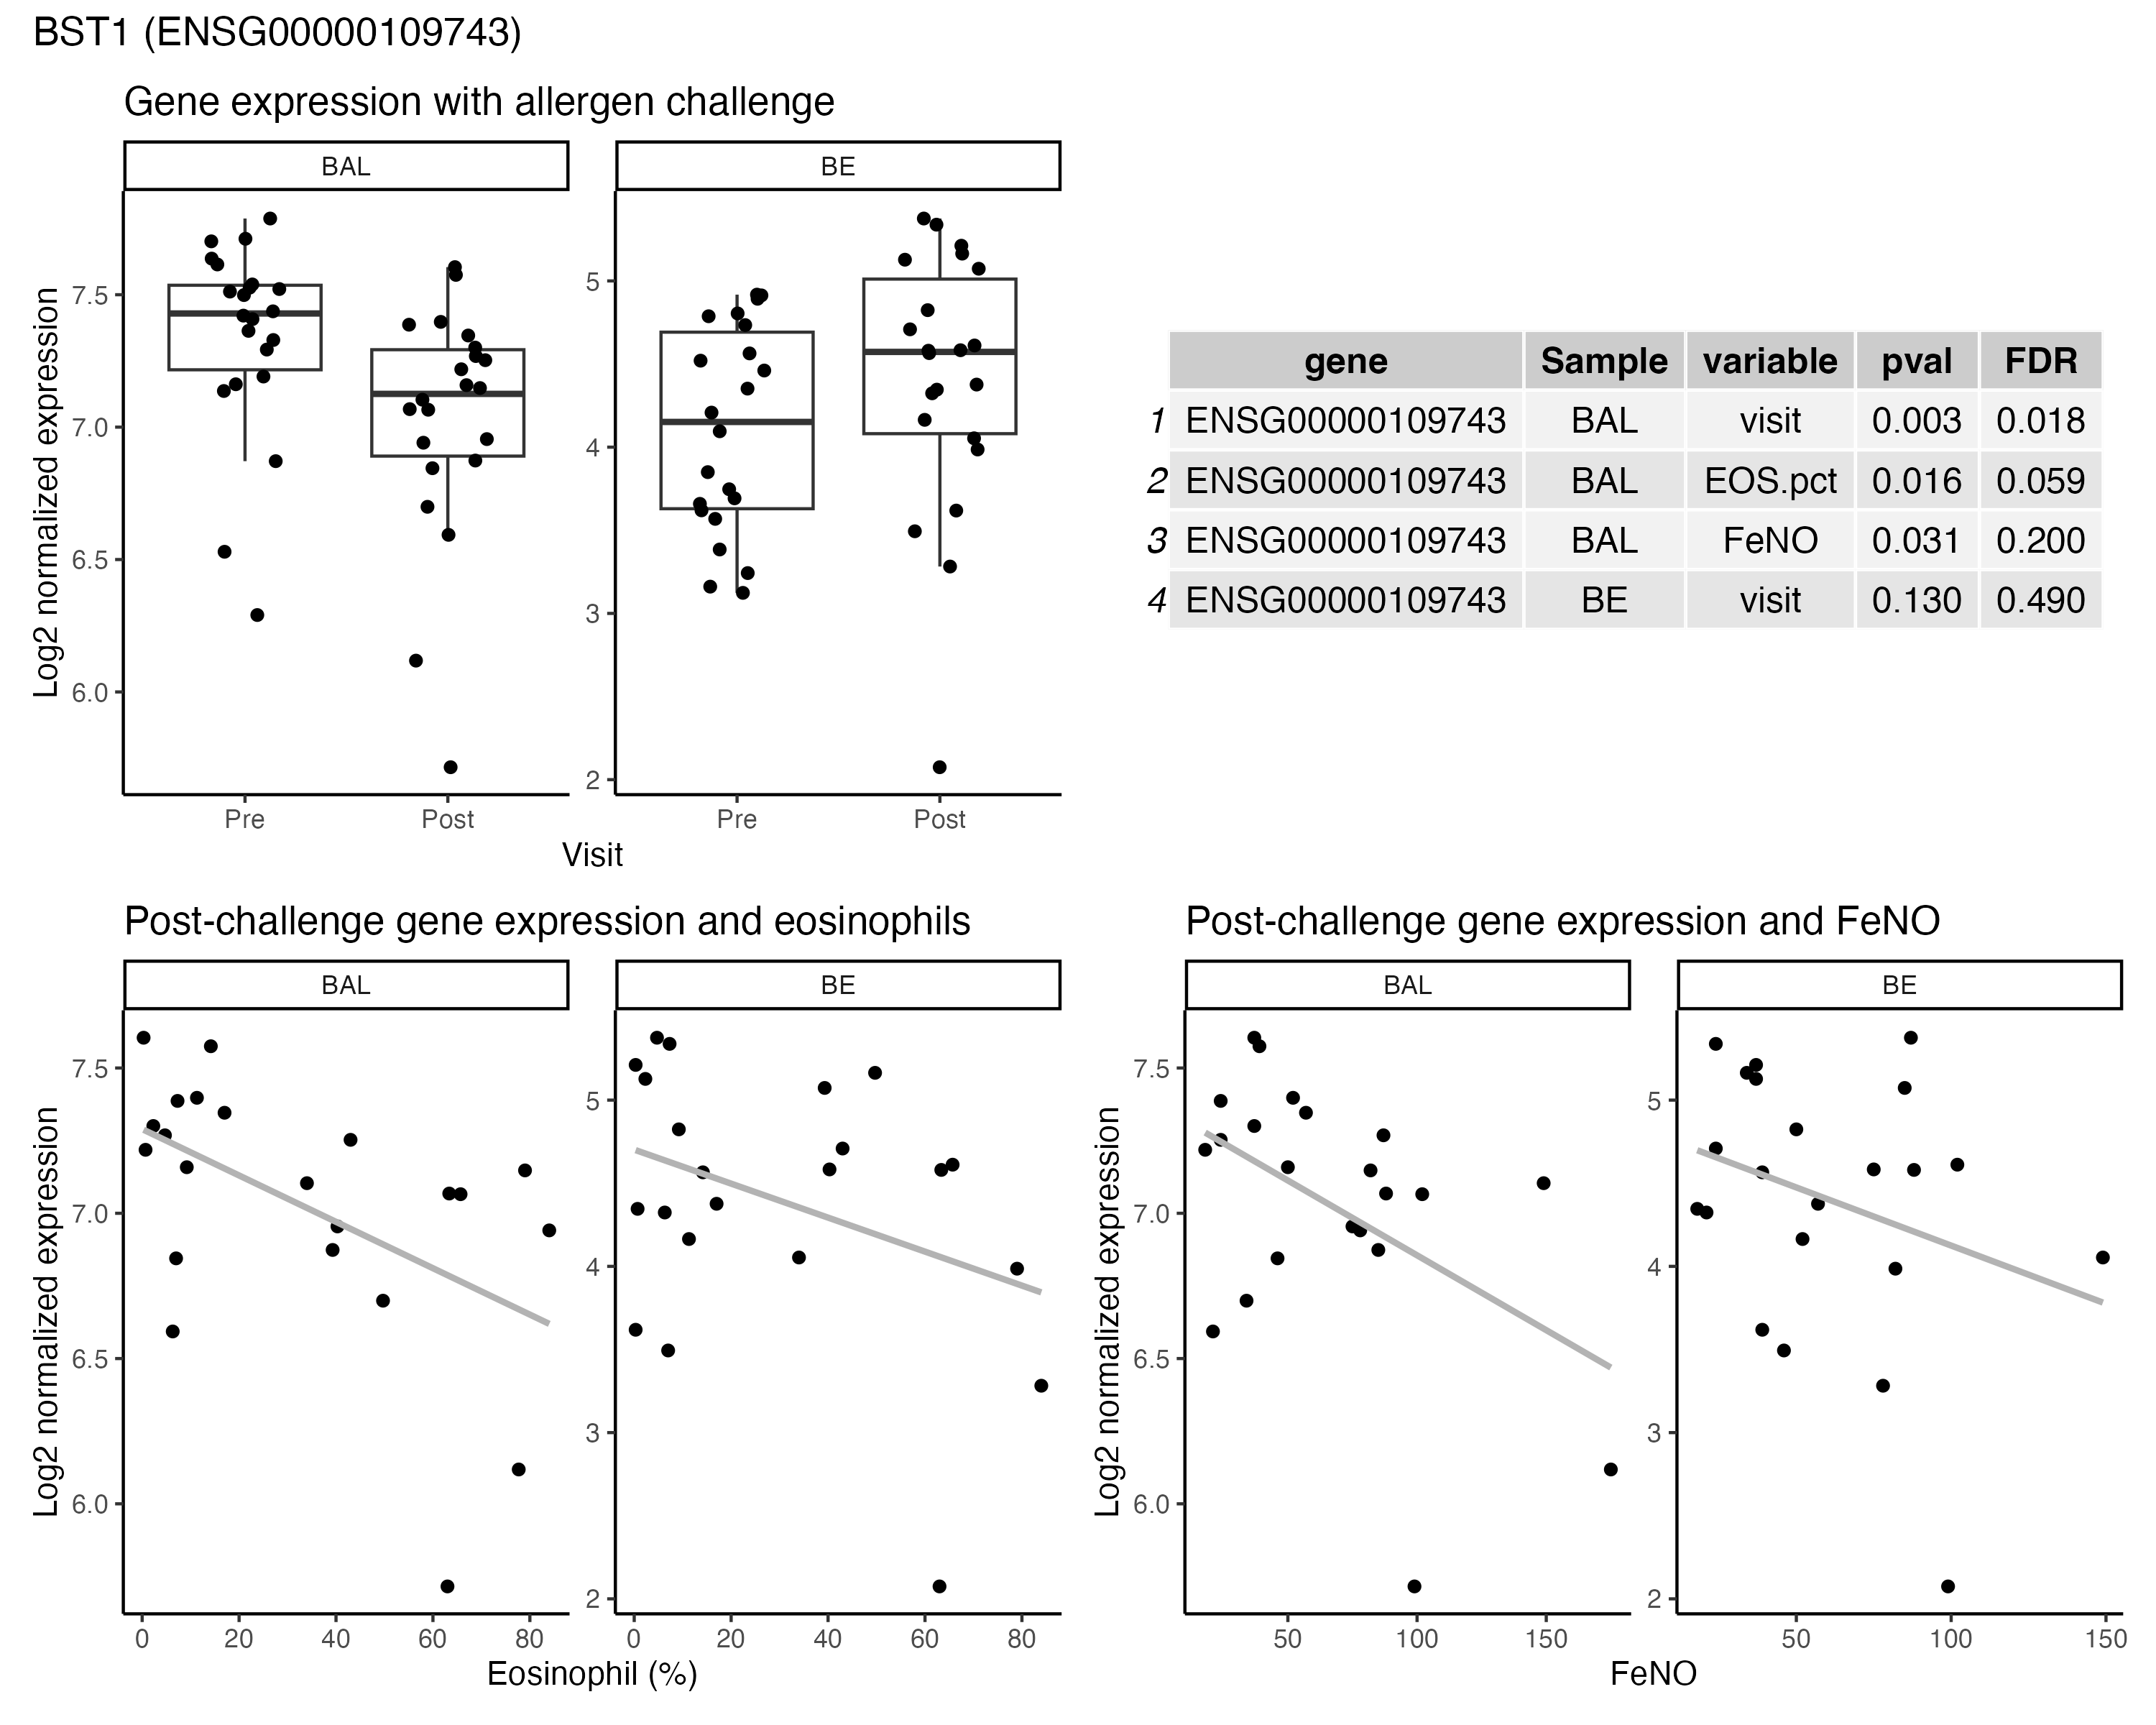 BST1 (ENSG00000109743)
Gene expression with allergen challenge
BAL BE
Log2 normalized expression
7.5
7.0
6.5
6.0
5
4
3
2
Pre Post Pre Post
Visit
gene Sample variable pval FDR
1 ENSG00000109743 BAL visit 0.003 0.018
2 ENSG00000109743 BAL EOS.pct 0.016 0.059
3 ENSG00000109743 BAL FeNO 0.031 0.200
4 ENSG00000109743 BE visit 0.130 0.490
Post-challenge gene expression and eosinophils
BAL BE
Log2 normalized expression
7.5
7.0
6.5
6.0
5
4
3
2
0 20 40 60 80 0 20 40 60 80
Eosinophil (%)
Post-challenge gene expression and FeNO
BAL BE
Log2 normalized expression
7.5
7.0
6.5
6.0
5
4
3
2
50 100 150 50 100 150
FeNO